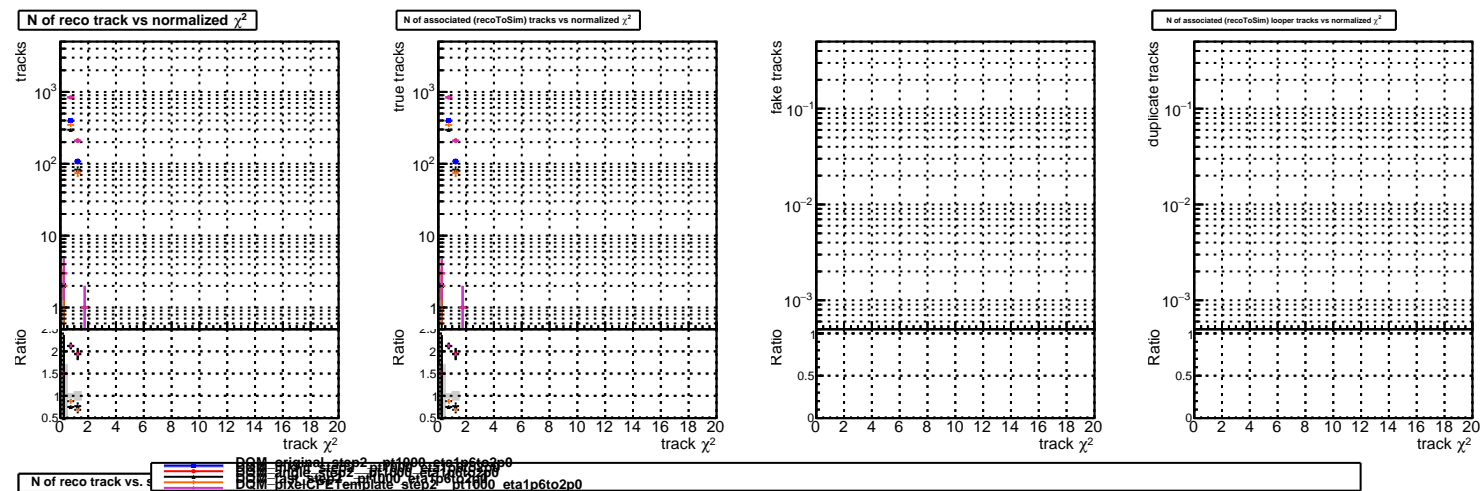 N of reco track vs normalized χ²
N of associated (recoToSim) tracks vs normalized χ²
N of associated (recoToSim) looper tracks vs normalized χ²
tracks
10³
10²
10
1
Ratio
2.5
2
1.5
1
0.5
0 2 4 6 8 10 12 14 16 18 20
track χ²
true tracks
10³
10²
10
1
Ratio
2.5
2
1.5
1
0.5
0 2 4 6 8 10 12 14 16 18 20
track χ²
fake tracks
10⁻¹
10⁻²
10⁻³
Ratio
1
0.5
0
0 2 4 6 8 10 12 14 16 18 20
track χ²
duplicate tracks
10⁻¹
10⁻²
10⁻³
Ratio
1
0.5
0
0 2 4 6 8 10 12 14 16 18 20
track χ²
N of reco track vs.
DQM_original_step2__pt1000_eta1p6to2p0
DQM_pixelCPETemplate_step2__pt1000_eta1p6to2p0